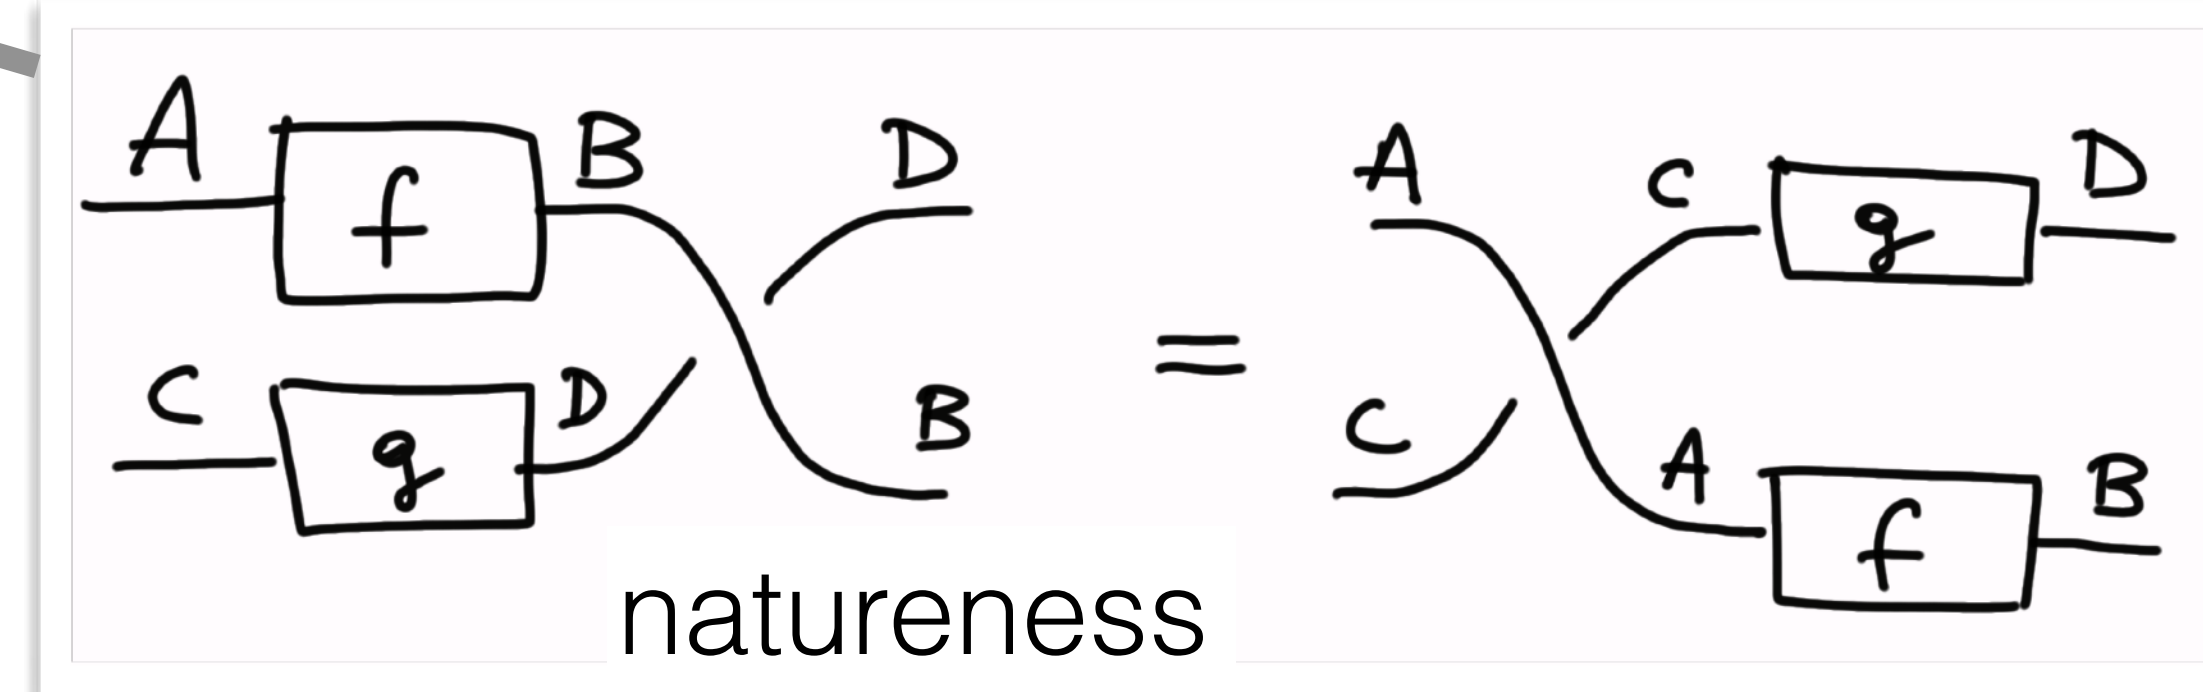 A f B D
C g D B
=
A C g D
C A f B
natureness